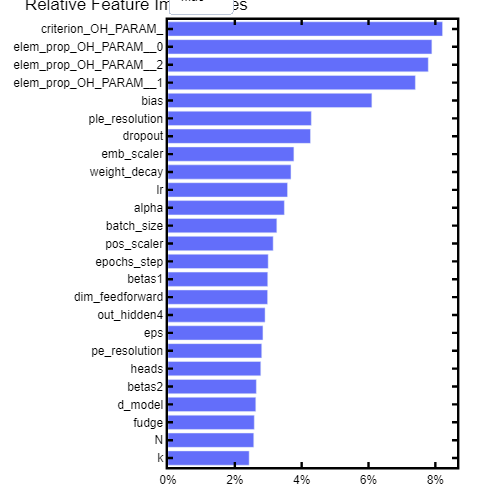 Relative Feature Im es
criterion_OH_PARAM_
elem_prop_OH_PARAM__0
elem_prop_OH_PARAM__2
elem_prop_OH_PARAM__1
bias
ple_resolution
dropout
emb_scaler
weight_decay
lr
alpha
batch_size
pos_scaler
epochs_step
betas1
dim_feedforward
out_hidden4
eps
pe_resolution
heads
betas2
d_model
fudge
N
k
0% 2% 4% 6% 8%